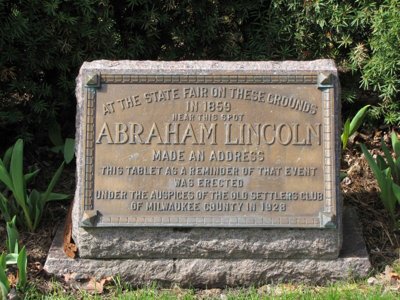 AT THE STATE FAIR ON THESE GROUNDS
IN 1859
NEAR THIS SPOT
ABRAHAM LINCOLN
MADE AN ADDRESS
THIS TABLET AS A REMINDER OF THAT EVENT
WAS ERECTED
UNDER THE AUSPICES OF THE OLD SETTLERS CLUB
OF MILWAUKEE COUNTY IN 1928